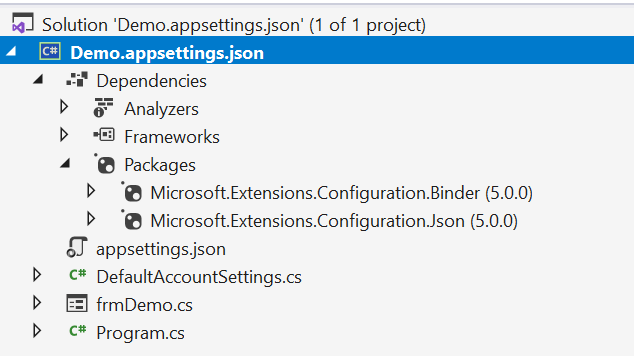 Solution 'Demo.appsettings.json' (1 of 1 project)
C# Demo.appsettings.json
Dependencies
Analyzers
Frameworks
Packages
Microsoft.Extensions.Configuration.Binder (5.0.0)
Microsoft.Extensions.Configuration.Json (5.0.0)
appsettings.json
C# DefaultAccountSettings.cs
frmDemo.cs
C# Program.cs